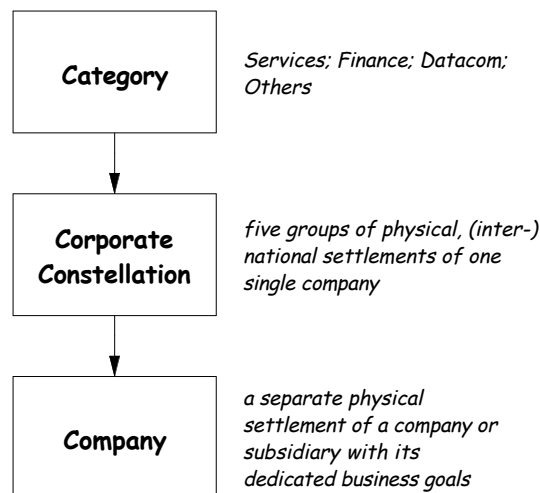 Category
Services; Finance; Datacom;
Others
Corporate
Constellation
five groups of physical, (inter-)
national settlements of one
single company
Company
a separate physical
settlement of a company or
subsidiary with its
dedicated business goals